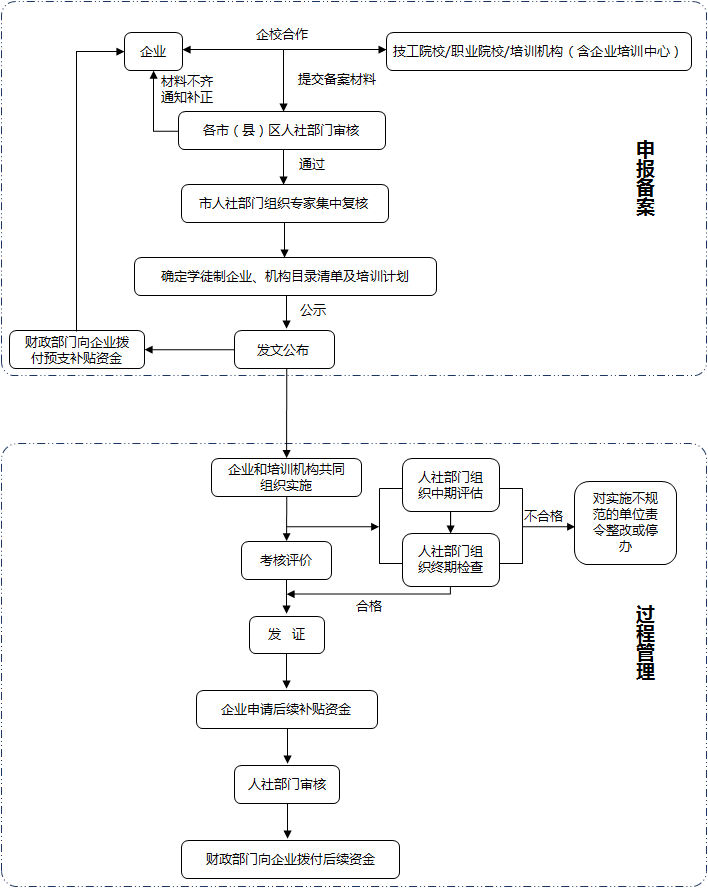 企校合作
企业
技工院校/职业院校/培训机构（含企业培训中心）
材料不齐
通知补正
提交备案材料
各市（县）区人社部门审核
通过
市人社部门组织专家集中复核
申报备案
确定学徒制企业、机构目录清单及培训计划
公示
财政部门向企业拨
付预支补贴资金
发文公布
企业和培训机构共同
组织实施
人社部门组
织中期评估
不合格
对实施不规
范的单位责
令整改或停
办
考核评价
人社部门组
织终期检查
合格
发 证
过程管理
企业申请后续补贴资金
人社部门审核
财政部门向企业拨付后续资金